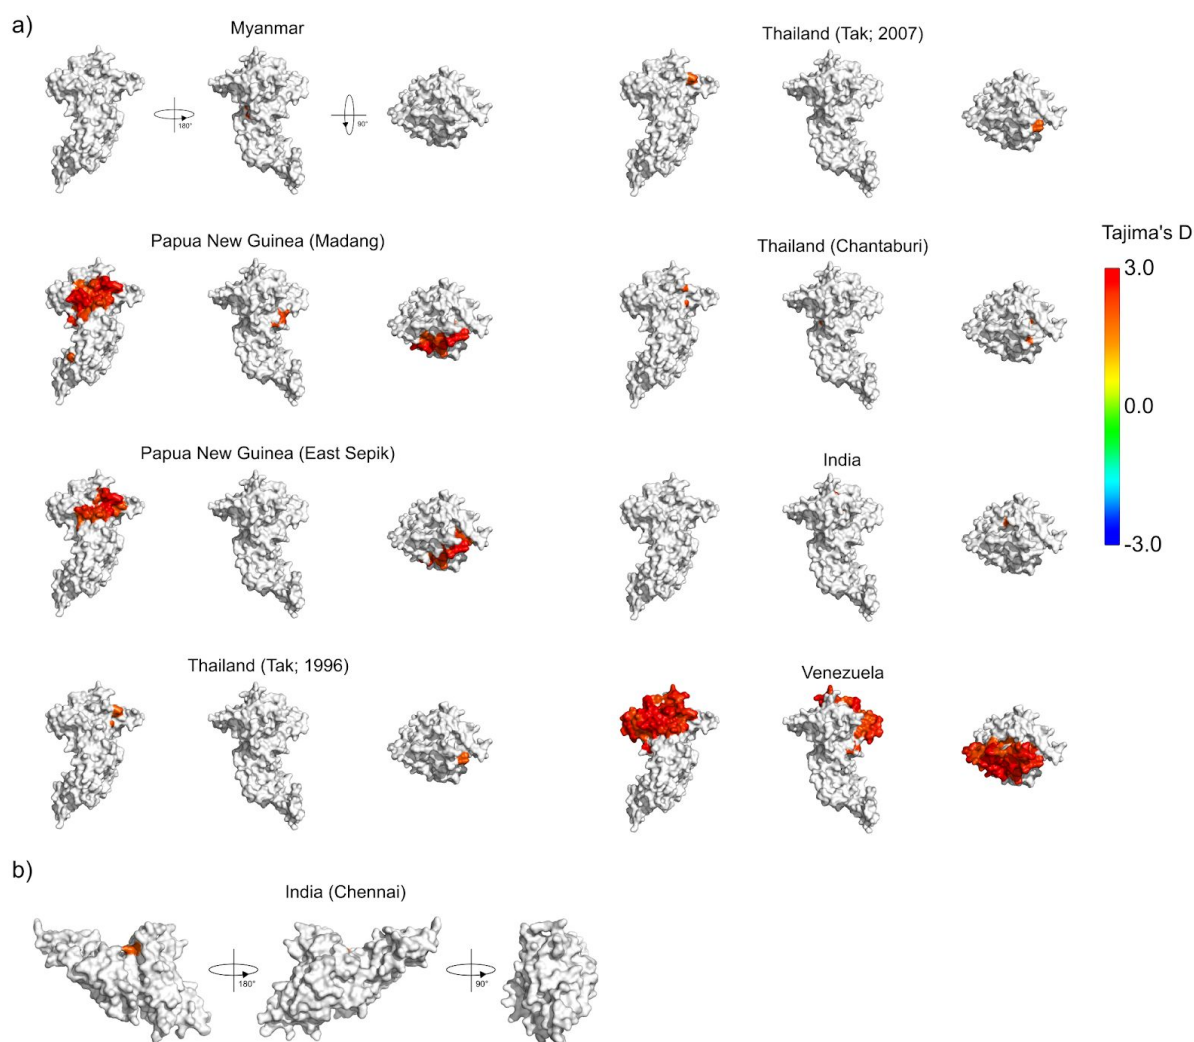 a)
Myanmar
180°
90°
Thailand (Tak; 2007)
Papua New Guinea (Madang)
Thailand (Chantaburi)
Tajima's D
3.0
0.0
-3.0
Papua New Guinea (East Sepik)
India
Thailand (Tak; 1996)
Venezuela
b)
India (Chennai)
180°
90°